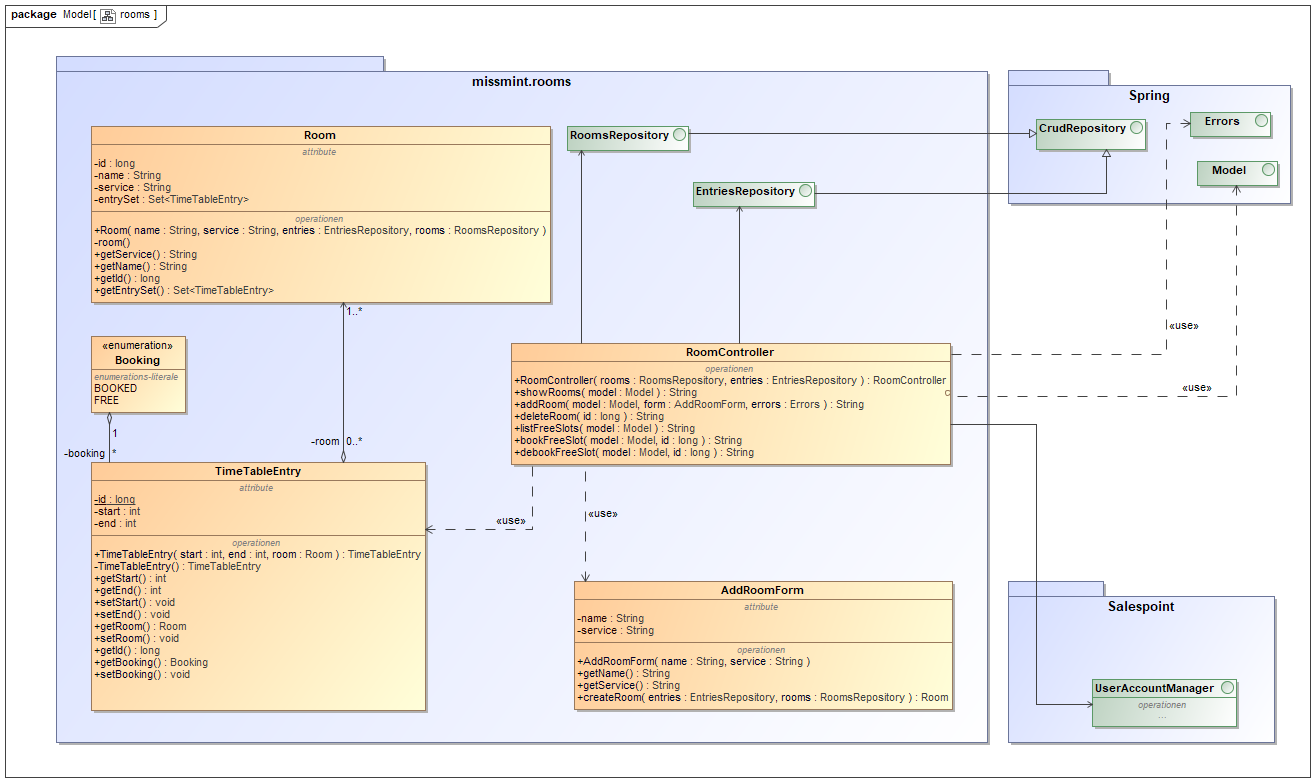 package Model[ rooms ]
missmint.rooms
Room
attribute
-id : long
-name : String
-service : String
-entrySet : Set<TimeTableEntry>
operationen
+Room( name : String, service : String, entries : EntriesRepository, rooms : RoomsRepository )
-room()
+getService() : String
+getName() : String
+getId() : long
+getEntrySet() : Set<TimeTableEntry>
RoomsRepository
EntriesRepository
Spring
CrudRepository
Errors
Model
«use»
«use»
1..*
«enumeration»
Booking
enumerations-literale
BOOKED
FREE
1
-booking
*
-room
0..*
RoomController
operationen
+RoomController( rooms : RoomsRepository, entries : EntriesRepository ) : RoomController
+showRooms( model : Model ) : String
+addRoom( model : Model, form : AddRoomForm, errors : Errors ) : String
+deleteRoom( id : long ) : String
+listFreeSlots( model : Model ) : String
+bookFreeSlot( model : Model, id : long ) : String
+debookFreeSlot( model : Model, id : long ) : String
TimeTableEntry
attribute
-id : long
-start : int
-end : int
operationen
+TimeTableEntry( start : int, end : int, room : Room ) : TimeTableEntry
-TimeTableEntry() : TimeTableEntry
+getStart() : int
+getEnd() : int
+setStart() : void
+setEnd() : void
+getRoom() : Room
+setRoom() : void
+getId() : long
+getBooking() : Booking
+setBooking() : void
«use»
«use»
AddRoomForm
attribute
-name : String
-service : String
operationen
+AddRoomForm( name : String, service : String )
+getName() : String
+getService() : String
+createRoom( entries : EntriesRepository, rooms : RoomsRepository ) : Room
Salespoint
UserAccountManager
operationen
...